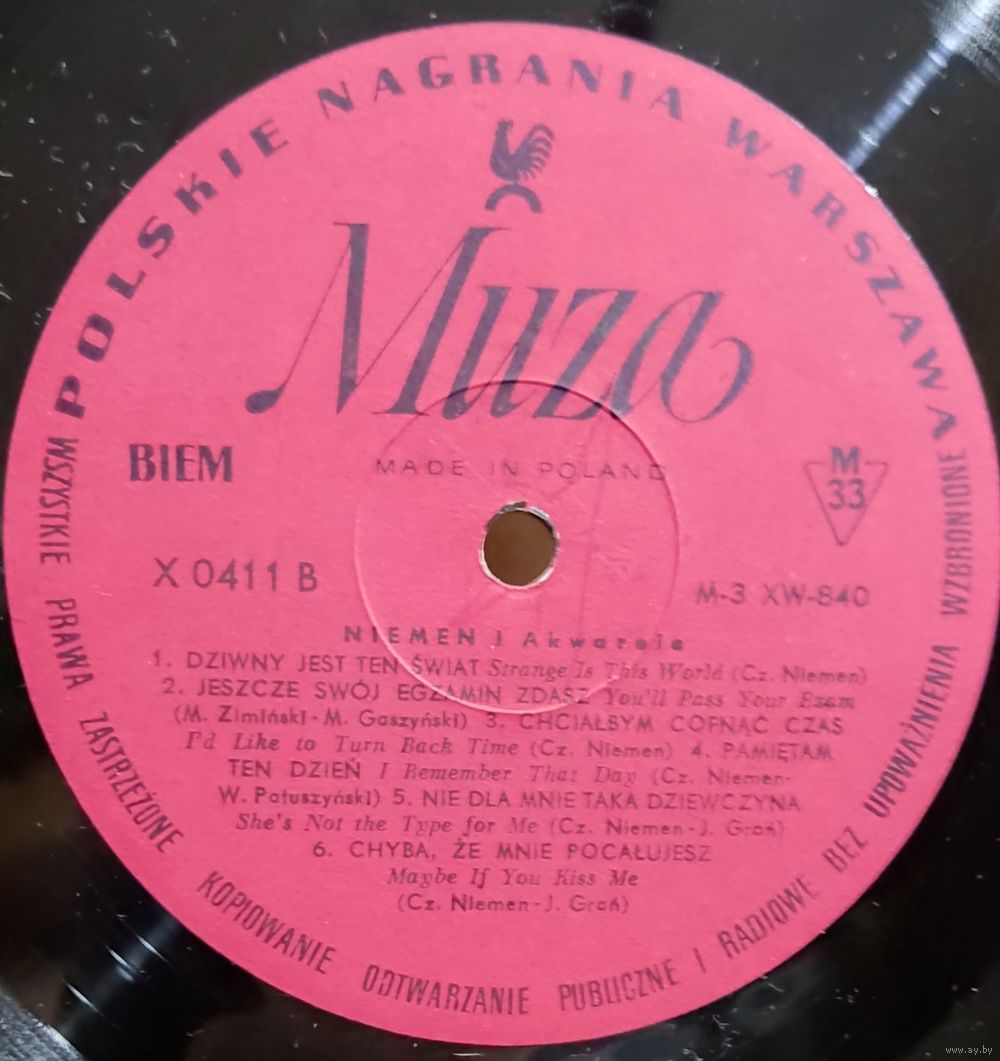 POLSKIE NAGRANIA WARSZAWA
Muza
BIEM
MADE IN POLAND
M
33
X 0411 B
M-3 XW-840
NIEMEN i Akwarele
1. DZIWNY JEST TEN ŚWIAT Strange Is This World (Cz. Niemen)
2. JESZCZE SWÓJ EGZAMIN ZDASZ You'll Pass Your Exam
(M. Zimiński - M. Gaszyński) 3. CHCIAŁBYM COFNĄĆ CZAS
I'd Like to Turn Back Time (Cz. Niemen) 4. PAMIĘTAM
TEN DZIEŃ I Remember That Day (Cz. Niemen-
W. Patuszyński) 5. NIE DLA MNIE TAKA DZIEWCZYNA
She's Not the Type for Me (Cz. Niemen - J. Grań)
6. CHYBA, ŻE MNIE POCAŁUJESZ
Maybe If You Kiss Me
(Cz. Niemen - J. Grań)
WSZYSTKIE PRAWA ZASTRZEŻONE KOPIOWANIE ODTWARZANIE PUBLICZNE I RADIOWE BEZ UPOWAŻNIENIA WZBRONIONE
www.ay.by